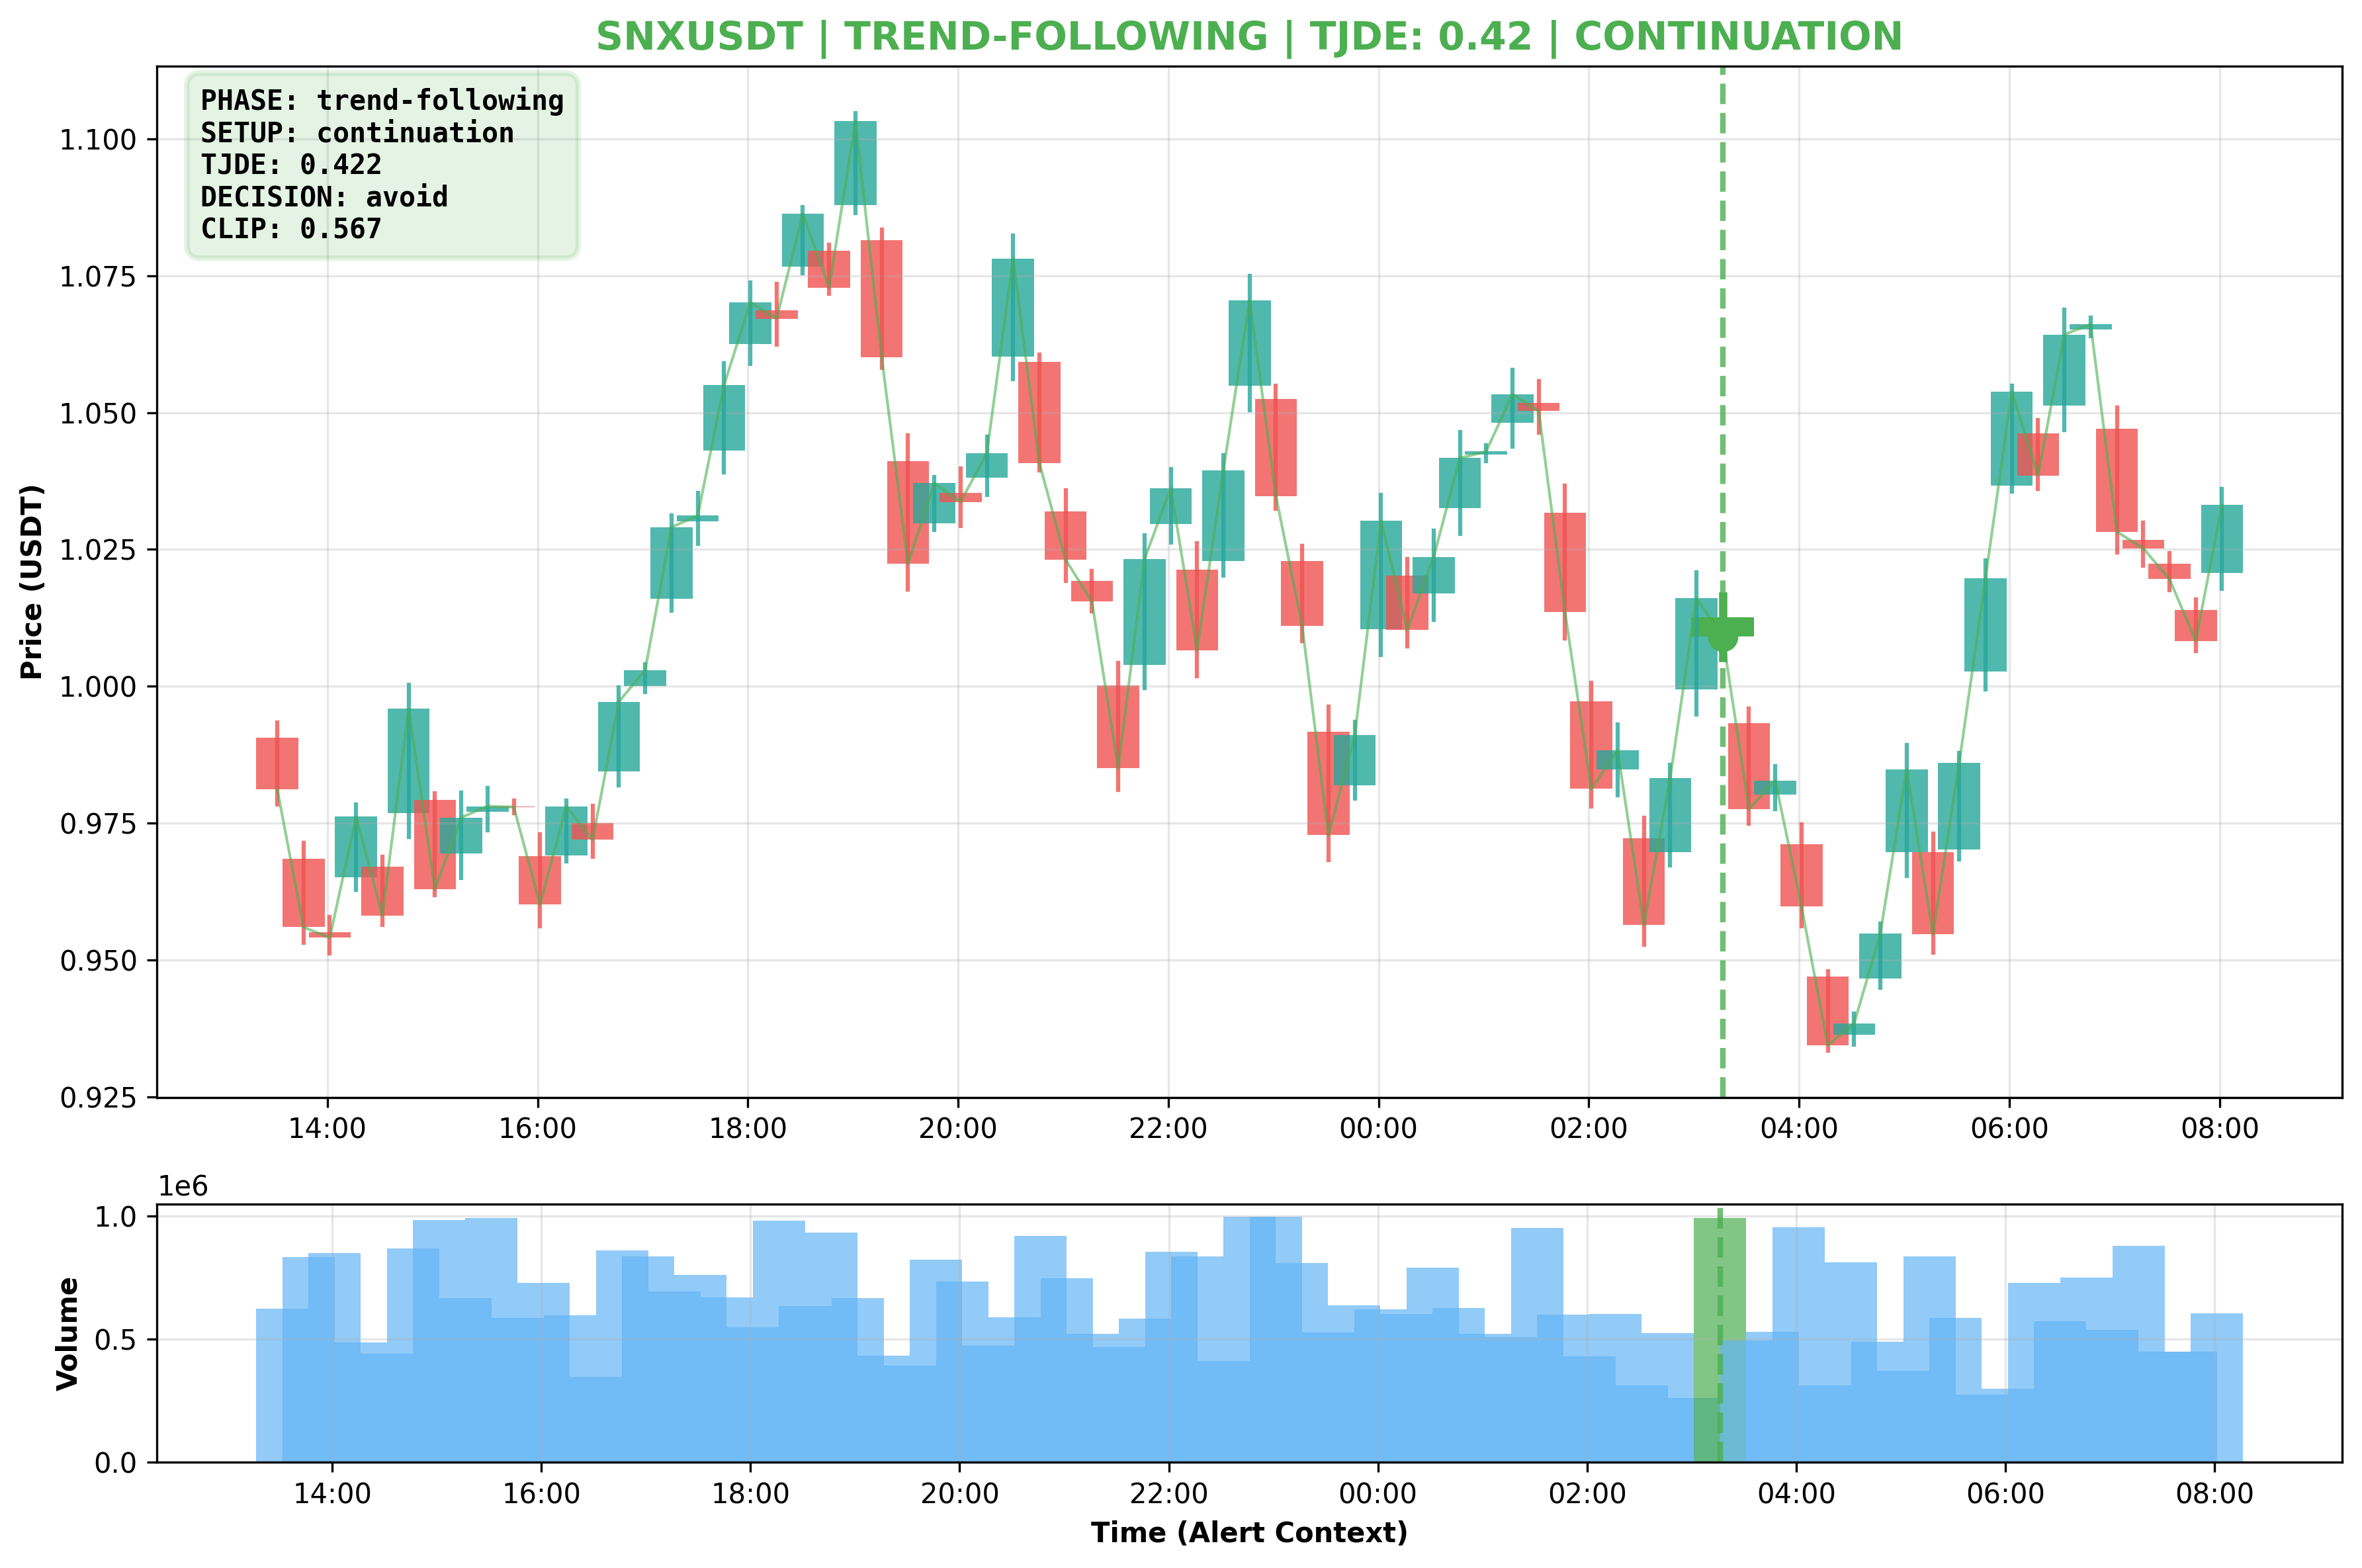 SNXUSDT | TREND-FOLLOWING | TJDE: 0.42 | CONTINUATION
PHASE: trend-following
SETUP: continuation
TJDE: 0.422
DECISION: avoid
CLIP: 0.567
Price (USDT)
1.100
1.075
1.050
1.025
1.000
0.975
0.950
0.925
14:00 16:00 18:00 20:00 22:00 00:00 02:00 04:00 06:00 08:00
1e6
Volume
1.0
0.5
0.0
14:00 16:00 18:00 20:00 22:00 00:00 02:00 04:00 06:00 08:00
Time (Alert Context)